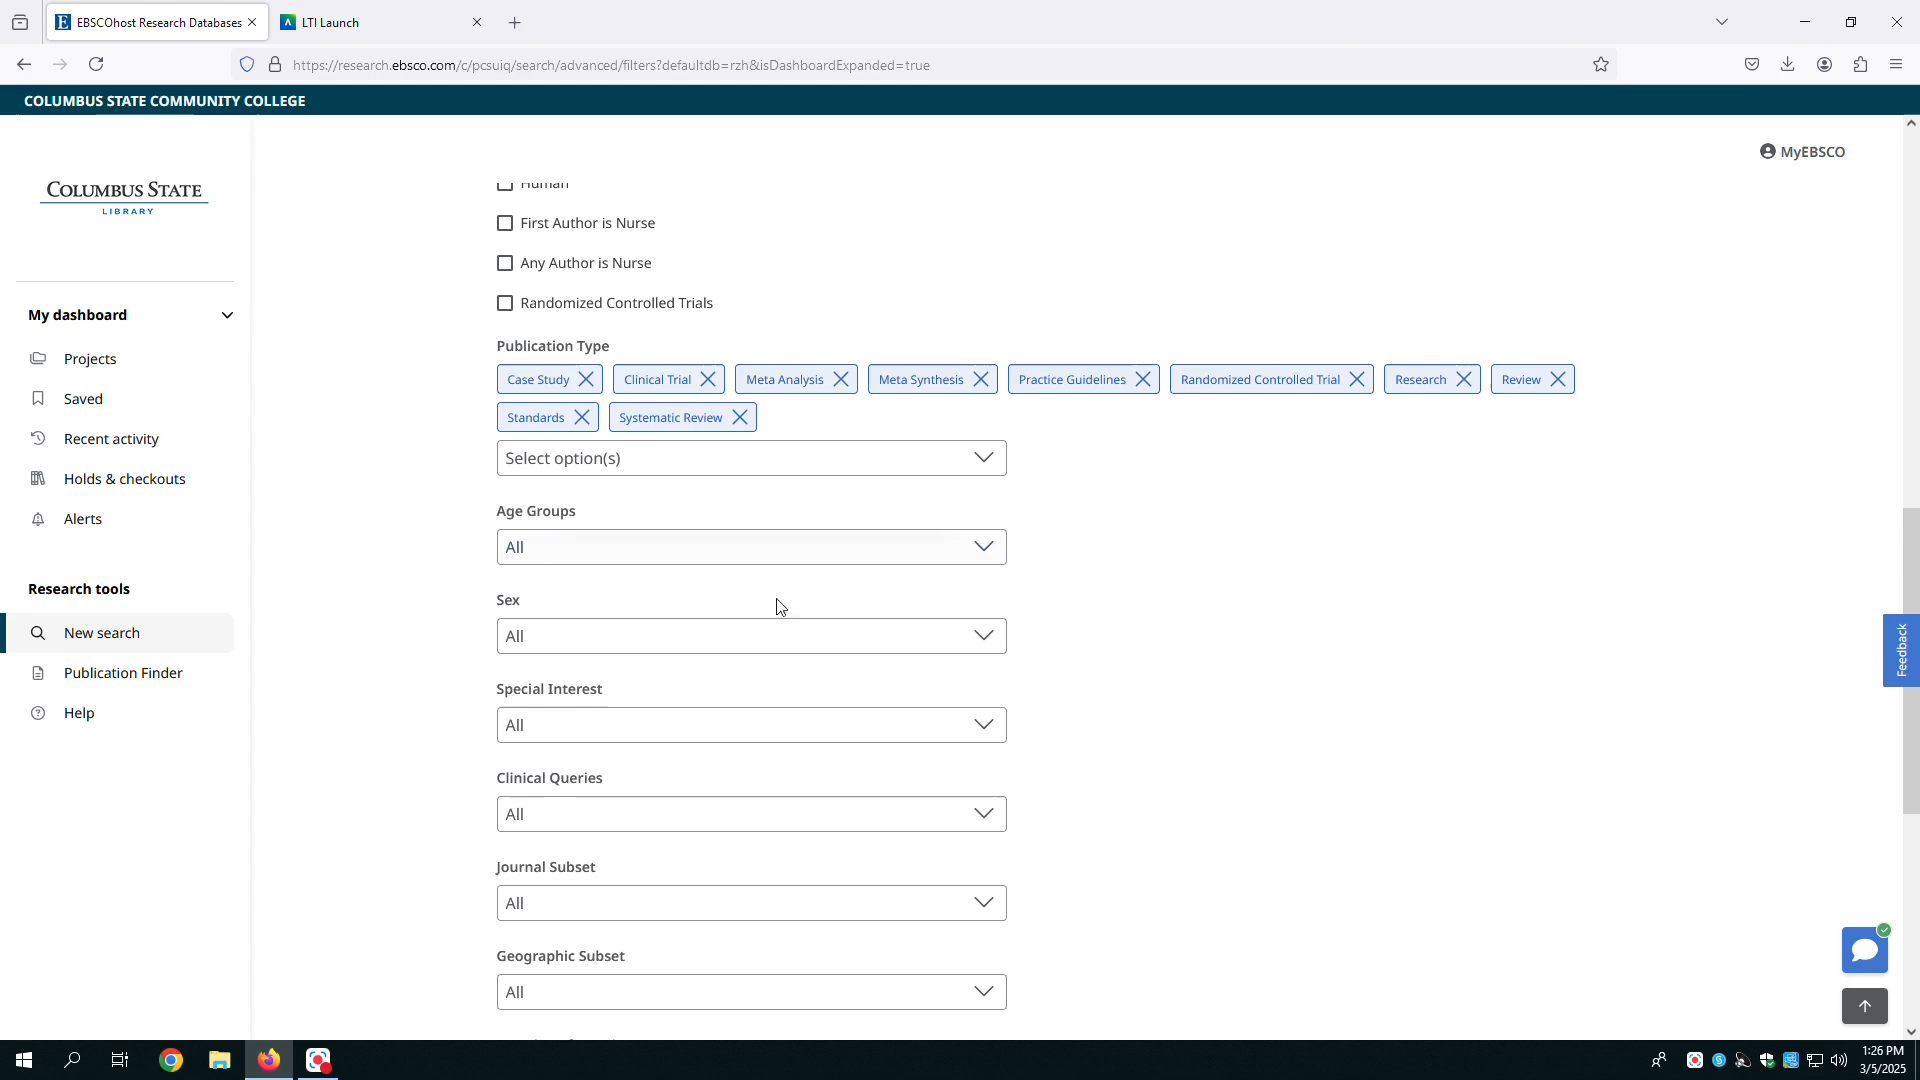 EBSCOhost Research Databases
LTI Launch
https://research.ebsco.com/c/pcsuiq/search/advanced/filters?defaultdb=rzh&isDashboardExpanded=true
COLUMBUS STATE COMMUNITY COLLEGE
MyEBSCO
COLUMBUS STATE
LIBRARY
My dashboard
Projects
Saved
Recent activity
Holds & checkouts
Alerts
Research tools
New search
Publication Finder
Help
Human
First Author is Nurse
Any Author is Nurse
Randomized Controlled Trials
Publication Type
Case Study Clinical Trial Meta Analysis Meta Synthesis Practice Guidelines Randomized Controlled Trial Research Review
Standards Systematic Review
Select option(s)
Age Groups
All
Sex
All
Special Interest
All
Clinical Queries
All
Journal Subset
All
Geographic Subset
All
Feedback
1:26 PM
3/5/2025